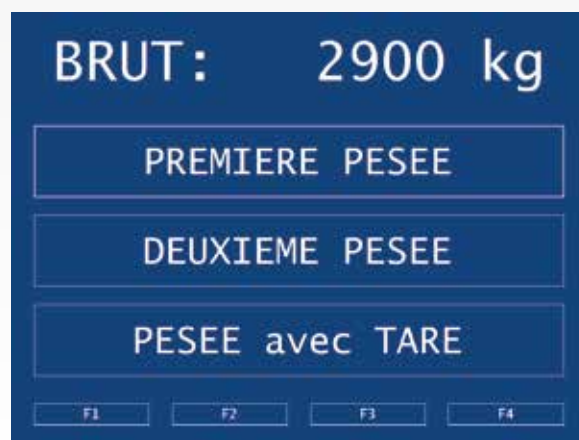 BRUT: 2900 kg
PREMIERE PESEE
DEUXIEME PESEE
PESEE avec TARE
F1 F2 F3 F4